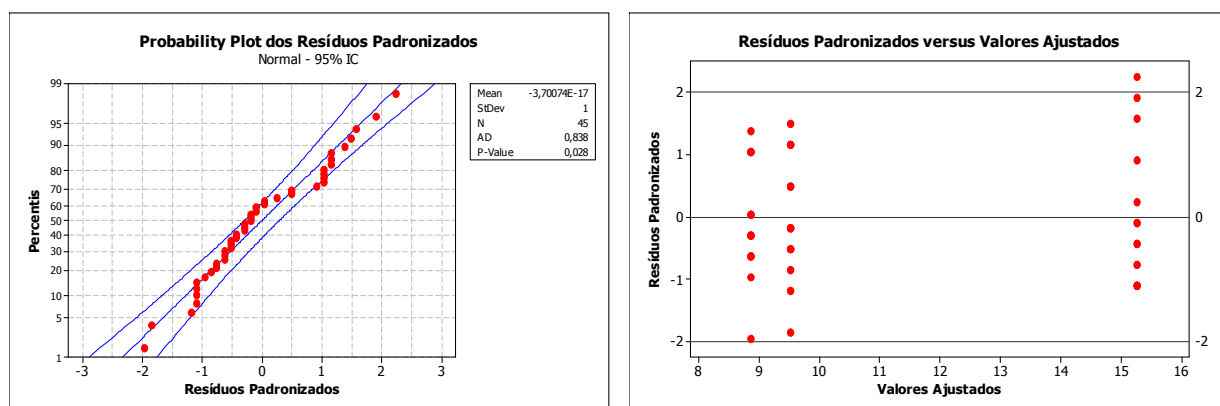 Probability Plot dos Resíduos Padronizados
Normal - 95% IC
99
95
90
80
70
60
50
40
30
20
10
5
1
Percentis
-3 -2 -1 0 1 2 3
Resíduos Padronizados
Mean -3,70074E-17
StDev 1
N 45
AD 0,838
P-Value 0,028
Resíduos Padronizados versus Valores Ajustados
2 2
1
0 0
-1
-2 -2
Resíduos Padronizados
8 9 10 11 12 13 14 15 16
Valores Ajustados